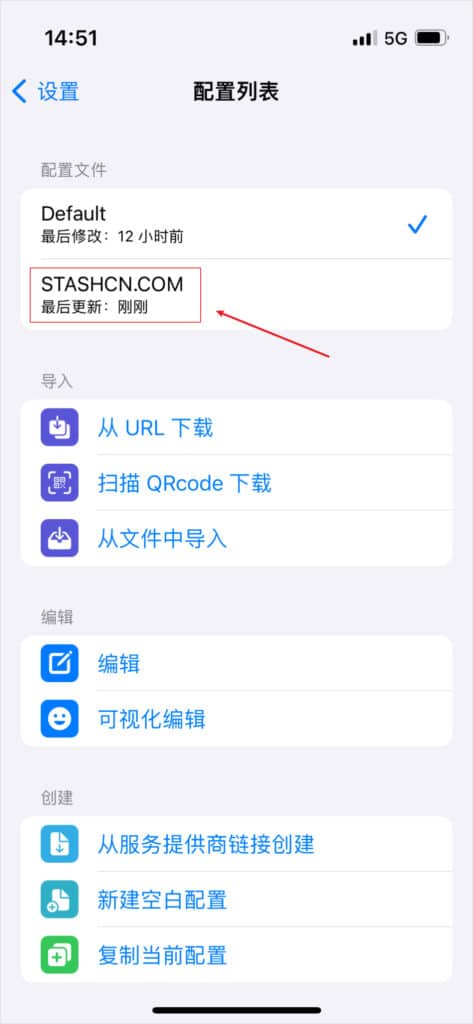 14:51
5G
设置
配置列表
配置文件
Default
最后修改：12 小时前
STASHCN.COM
最后更新：刚刚
导入
从 URL 下载
扫描 QRcode 下载
从文件中导入
编辑
编辑
可视化编辑
创建
从服务提供商链接创建
新建空白配置
复制当前配置